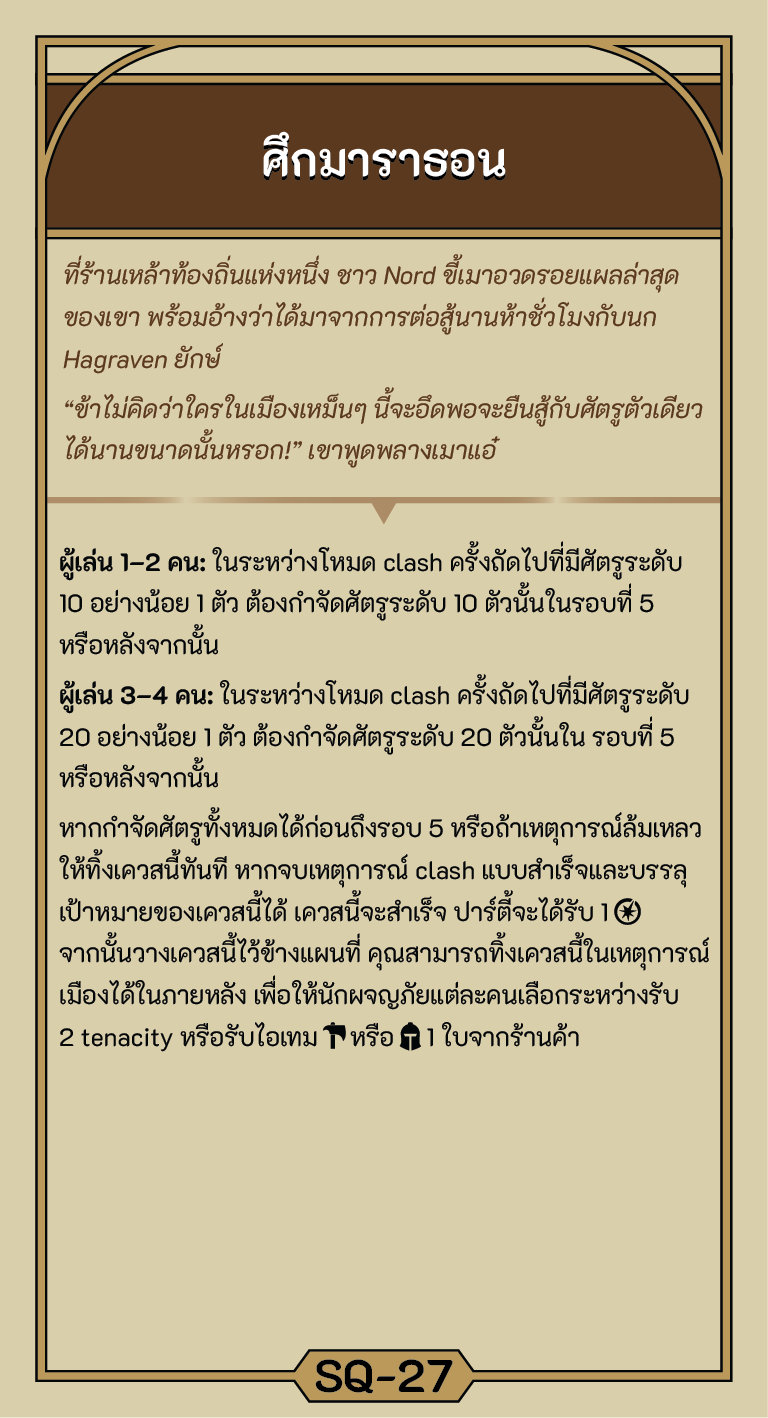 ศึกมาราธอน
ที่ร้านเหล้าท้องถิ่นแห่งหนึ่ง ชาว Nord ขี้เมาอวดรอยแผลล่าสุด
ของเขา พร้อมอ้างว่าได้มาจากการต่อสู้นานห้าชั่วโมงกับนก
Hagraven ยักษ์
“ข้าไม่คิดว่าใครในเมืองเหม็นๆ นี้จะอึดพอจะยืนสู้กับศัตรูตัวเดียว
ได้นานขนาดนั้นหรอก!” เขาพูดพลางเมาแอ๋
ผู้เล่น 1–2 คน: ในระหว่างโหมด clash ครั้งถัดไปที่มีศัตรูระดับ
10 อย่างน้อย 1 ตัว ต้องกำจัดศัตรูระดับ 10 ตัวนั้นในรอบที่ 5
หรือหลังจากนั้น
ผู้เล่น 3–4 คน: ในระหว่างโหมด clash ครั้งถัดไปที่มีศัตรูระดับ
20 อย่างน้อย 1 ตัว ต้องกำจัดศัตรูระดับ 20 ตัวนั้นใน รอบที่ 5
หรือหลังจากนั้น
หากกำจัดศัตรูทั้งหมดได้ก่อนถึงรอบ 5 หรือถ้าเหตุการณ์ล้มเหลว
ให้ทิ้งเควสนี้ทันที หากจบเหตุการณ์ clash แบบสำเร็จและบรรลุ
เป้าหมายของเควสนี้ได้ เควสนี้จะสำเร็จ ปาร์ตี้จะได้รับ 1
จากนั้นวางเควสนี้ไว้ข้างแผนที่ คุณสามารถทิ้งเควสนี้ในเหตุการณ์
เมืองได้ในภายหลัง เพื่อให้นักผจญภัยแต่ละคนเลือกระหว่างรับ
2 tenacity หรือรับไอเทม หรือ 1 ใบจากร้านค้า
SQ-27